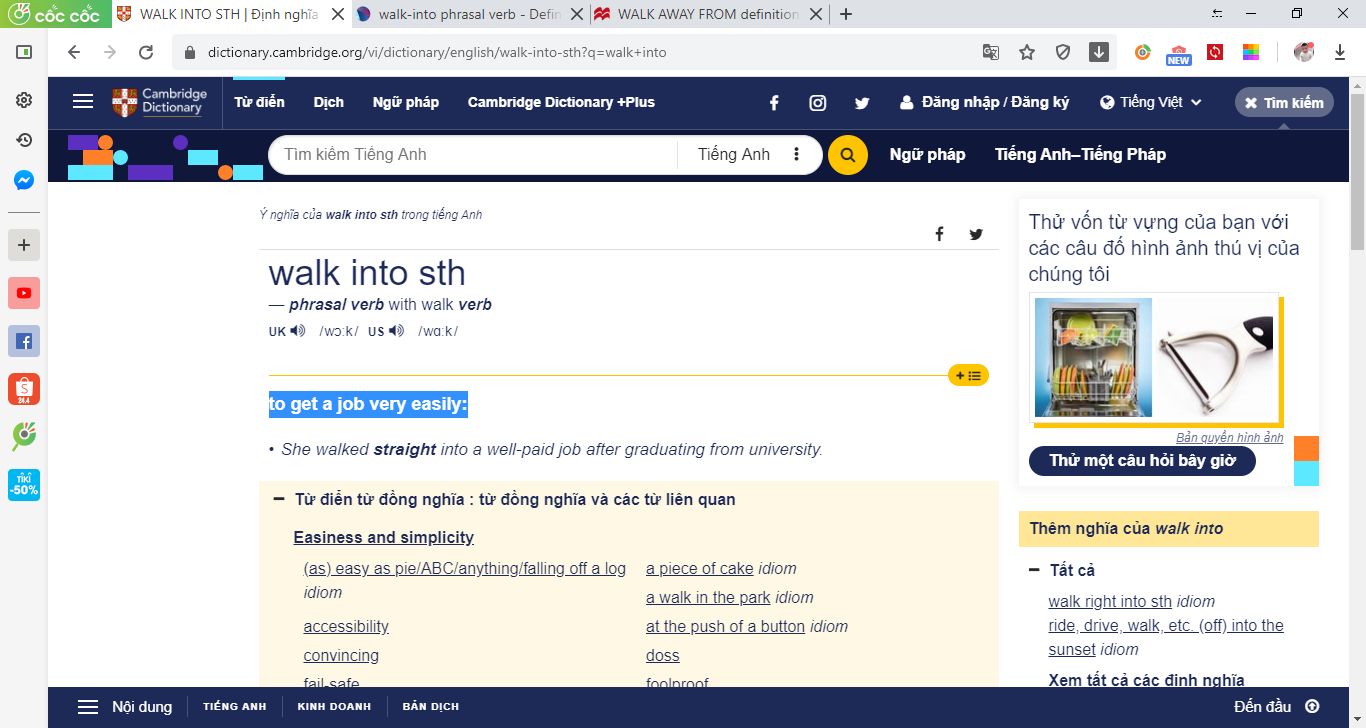 cốc cốc
WALK INTO STH | Định nghĩa
walk-into phrasal verb - Defin
WALK AWAY FROM definition
dictionary.cambridge.org/vi/dictionary/english/walk-into-sth?q=walk+into
NEW
Cambridge
Dictionary
Từ điển
Dịch
Ngữ pháp
Cambridge Dictionary +Plus
Đăng nhập / Đăng ký
Tiếng Việt
Tìm kiếm
Tìm kiếm Tiếng Anh
Tiếng Anh
Ngữ pháp
Tiếng Anh–Tiếng Pháp
Ý nghĩa của walk into sth trong tiếng Anh
walk into sth
— phrasal verb with walk verb
UK /wɔːk/ US /wɑːk/
to get a job very easily:
• She walked straight into a well-paid job after graduating from university.
Từ điển từ đồng nghĩa : từ đồng nghĩa và các từ liên quan
Easiness and simplicity
(as) easy as pie/ABC/anything/falling off a log
idiom
accessibility
convincing
fail-safe
a piece of cake idiom
a walk in the park idiom
at the push of a button idiom
doss
foolproof
Thử vốn từ vựng của bạn với
các câu đố hình ảnh thú vị của
chúng tôi
Bản quyền hình ảnh
Thử một câu hỏi bây giờ
Thêm nghĩa của walk into
Tất cả
walk right into sth idiom
ride, drive, walk, etc. (off) into the
sunset idiom
Xem tất cả các định nghĩa
24.4
TIKI
-50%
Nội dung
TIẾNG ANH
KINH DOANH
BẢN DỊCH
Đến đầu